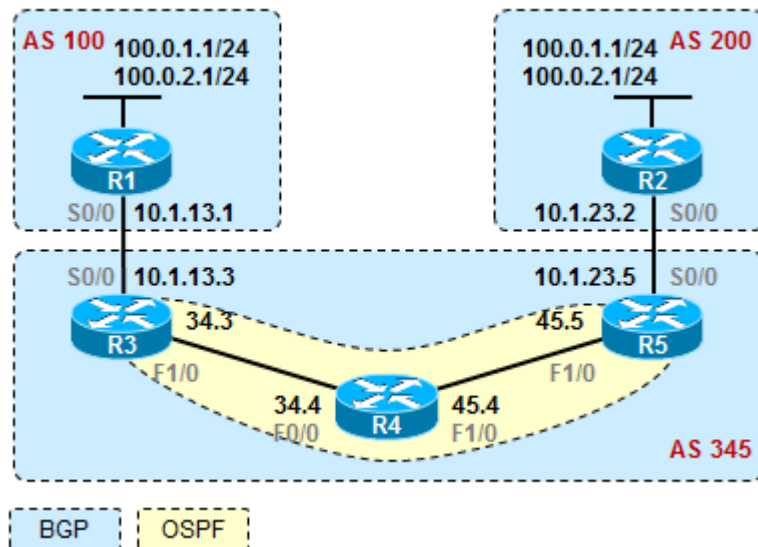 AS 100
100.0.1.1/24
100.0.2.1/24
100.0.1.1/24
AS 200
100.0.2.1/24
R1
R2
S0/0
10.1.13.1
10.1.23.2
S0/0
S0/0
10.1.13.3
10.1.23.5
S0/0
R3
34.3
45.5
R5
F1/0
F1/0
34.4
R4
45.4
F0/0
F1/0
AS 345
BGP
OSPF